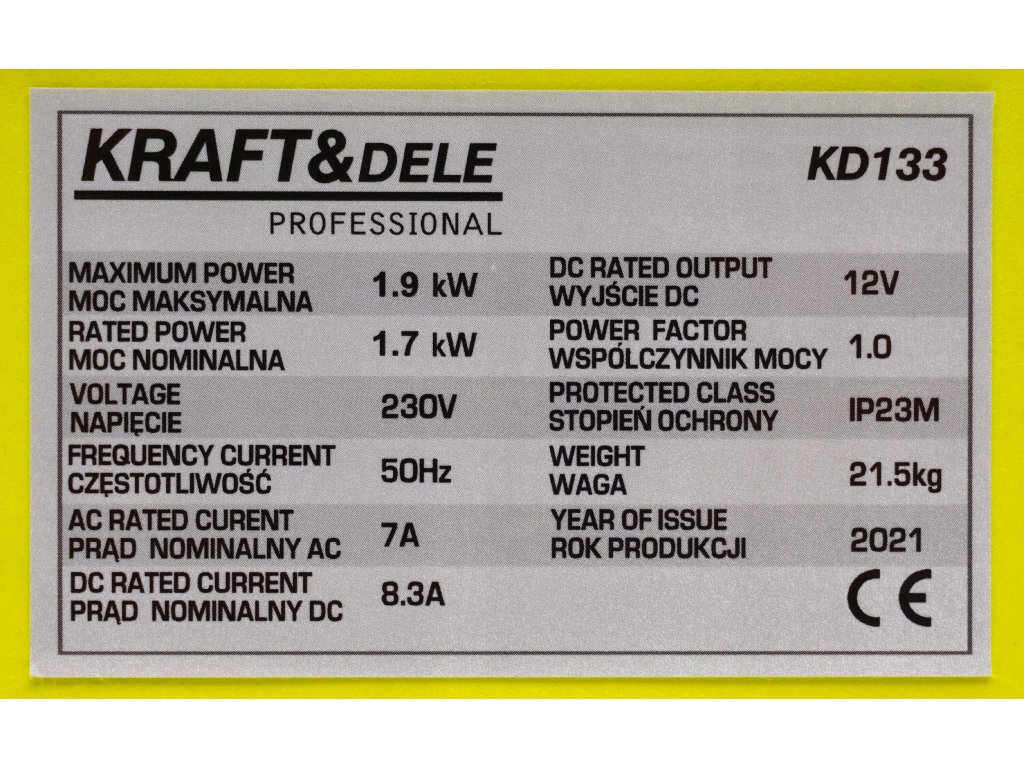 KRAFT&DELE
PROFESSIONAL
KD133
MAXIMUM POWER
MOC MAKSYMALNA
1.9 kW
RATED POWER
MOC NOMINALNA
1.7 kW
VOLTAGE
NAPIĘCIE
230V
FREQUENCY CURRENT
CZĘSTOTLIWOŚĆ
50Hz
AC RATED CURENT
PRĄD NOMINALNY AC
7A
DC RATED CURRENT
PRĄD NOMINALNY DC
8.3A
DC RATED OUTPUT
WYJŚCIE DC
12V
POWER FACTOR
WSPÓLCZYNNIK MOCY
1.0
PROTECTED CLASS
STOPIEŃ OCHRONY
IP23M
WEIGHT
WAGA
21.5kg
YEAR OF ISSUE
ROK PRODUKCJI
2021
CE